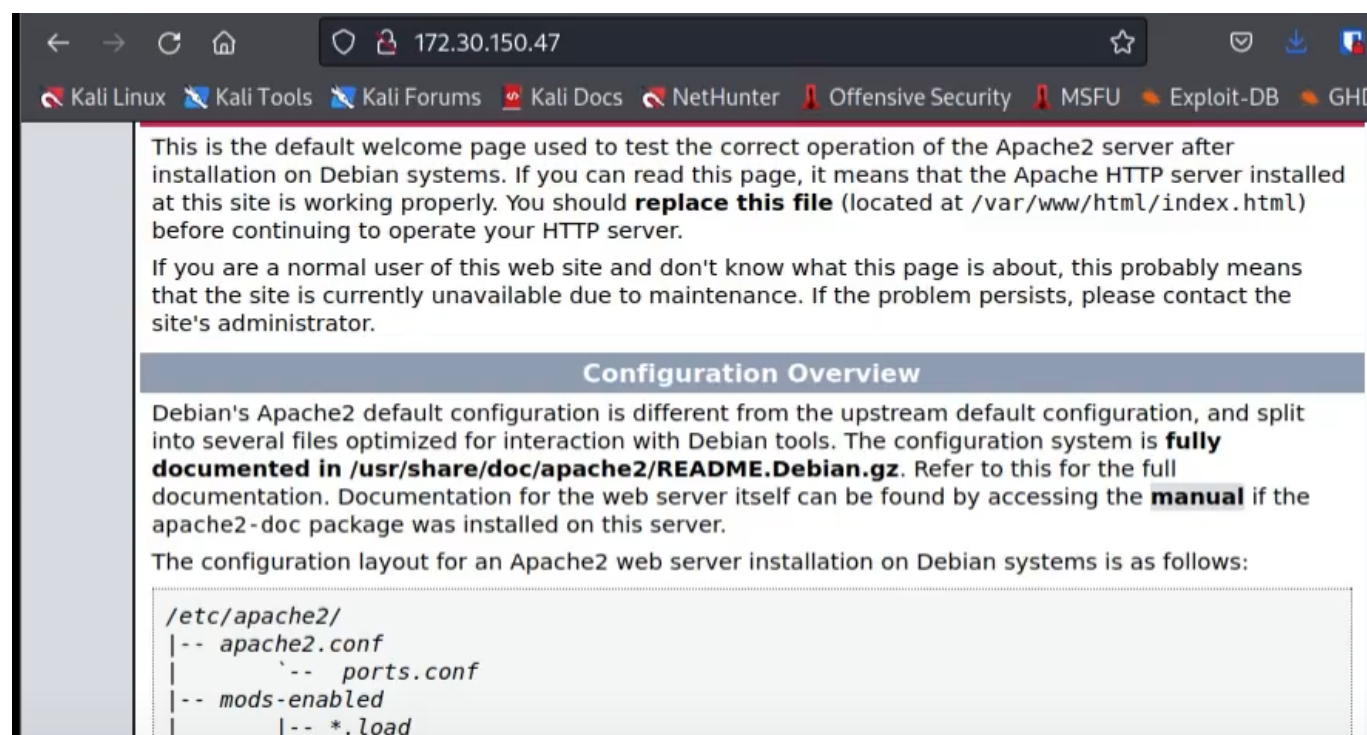 172.30.150.47
Kali Linux Kali Tools Kali Forums Kali Docs NetHunter Offensive Security MSFU Exploit-DB GHD
This is the default welcome page used to test the correct operation of the Apache2 server after
installation on Debian systems. If you can read this page, it means that the Apache HTTP server installed
at this site is working properly. You should replace this file (located at /var/www/html/index.html)
before continuing to operate your HTTP server.
If you are a normal user of this web site and don't know what this page is about, this probably means
that the site is currently unavailable due to maintenance. If the problem persists, please contact the
site's administrator.
Configuration Overview
Debian's Apache2 default configuration is different from the upstream default configuration, and split
into several files optimized for interaction with Debian tools. The configuration system is fully
documented in /usr/share/doc/apache2/README.Debian.gz. Refer to this for the full
documentation. Documentation for the web server itself can be found by accessing the manual if the
apache2-doc package was installed on this server.
The configuration layout for an Apache2 web server installation on Debian systems is as follows:
/etc/apache2/
|-- apache2.conf
|       `--  ports.conf
|-- mods-enabled
|       |-- *.load